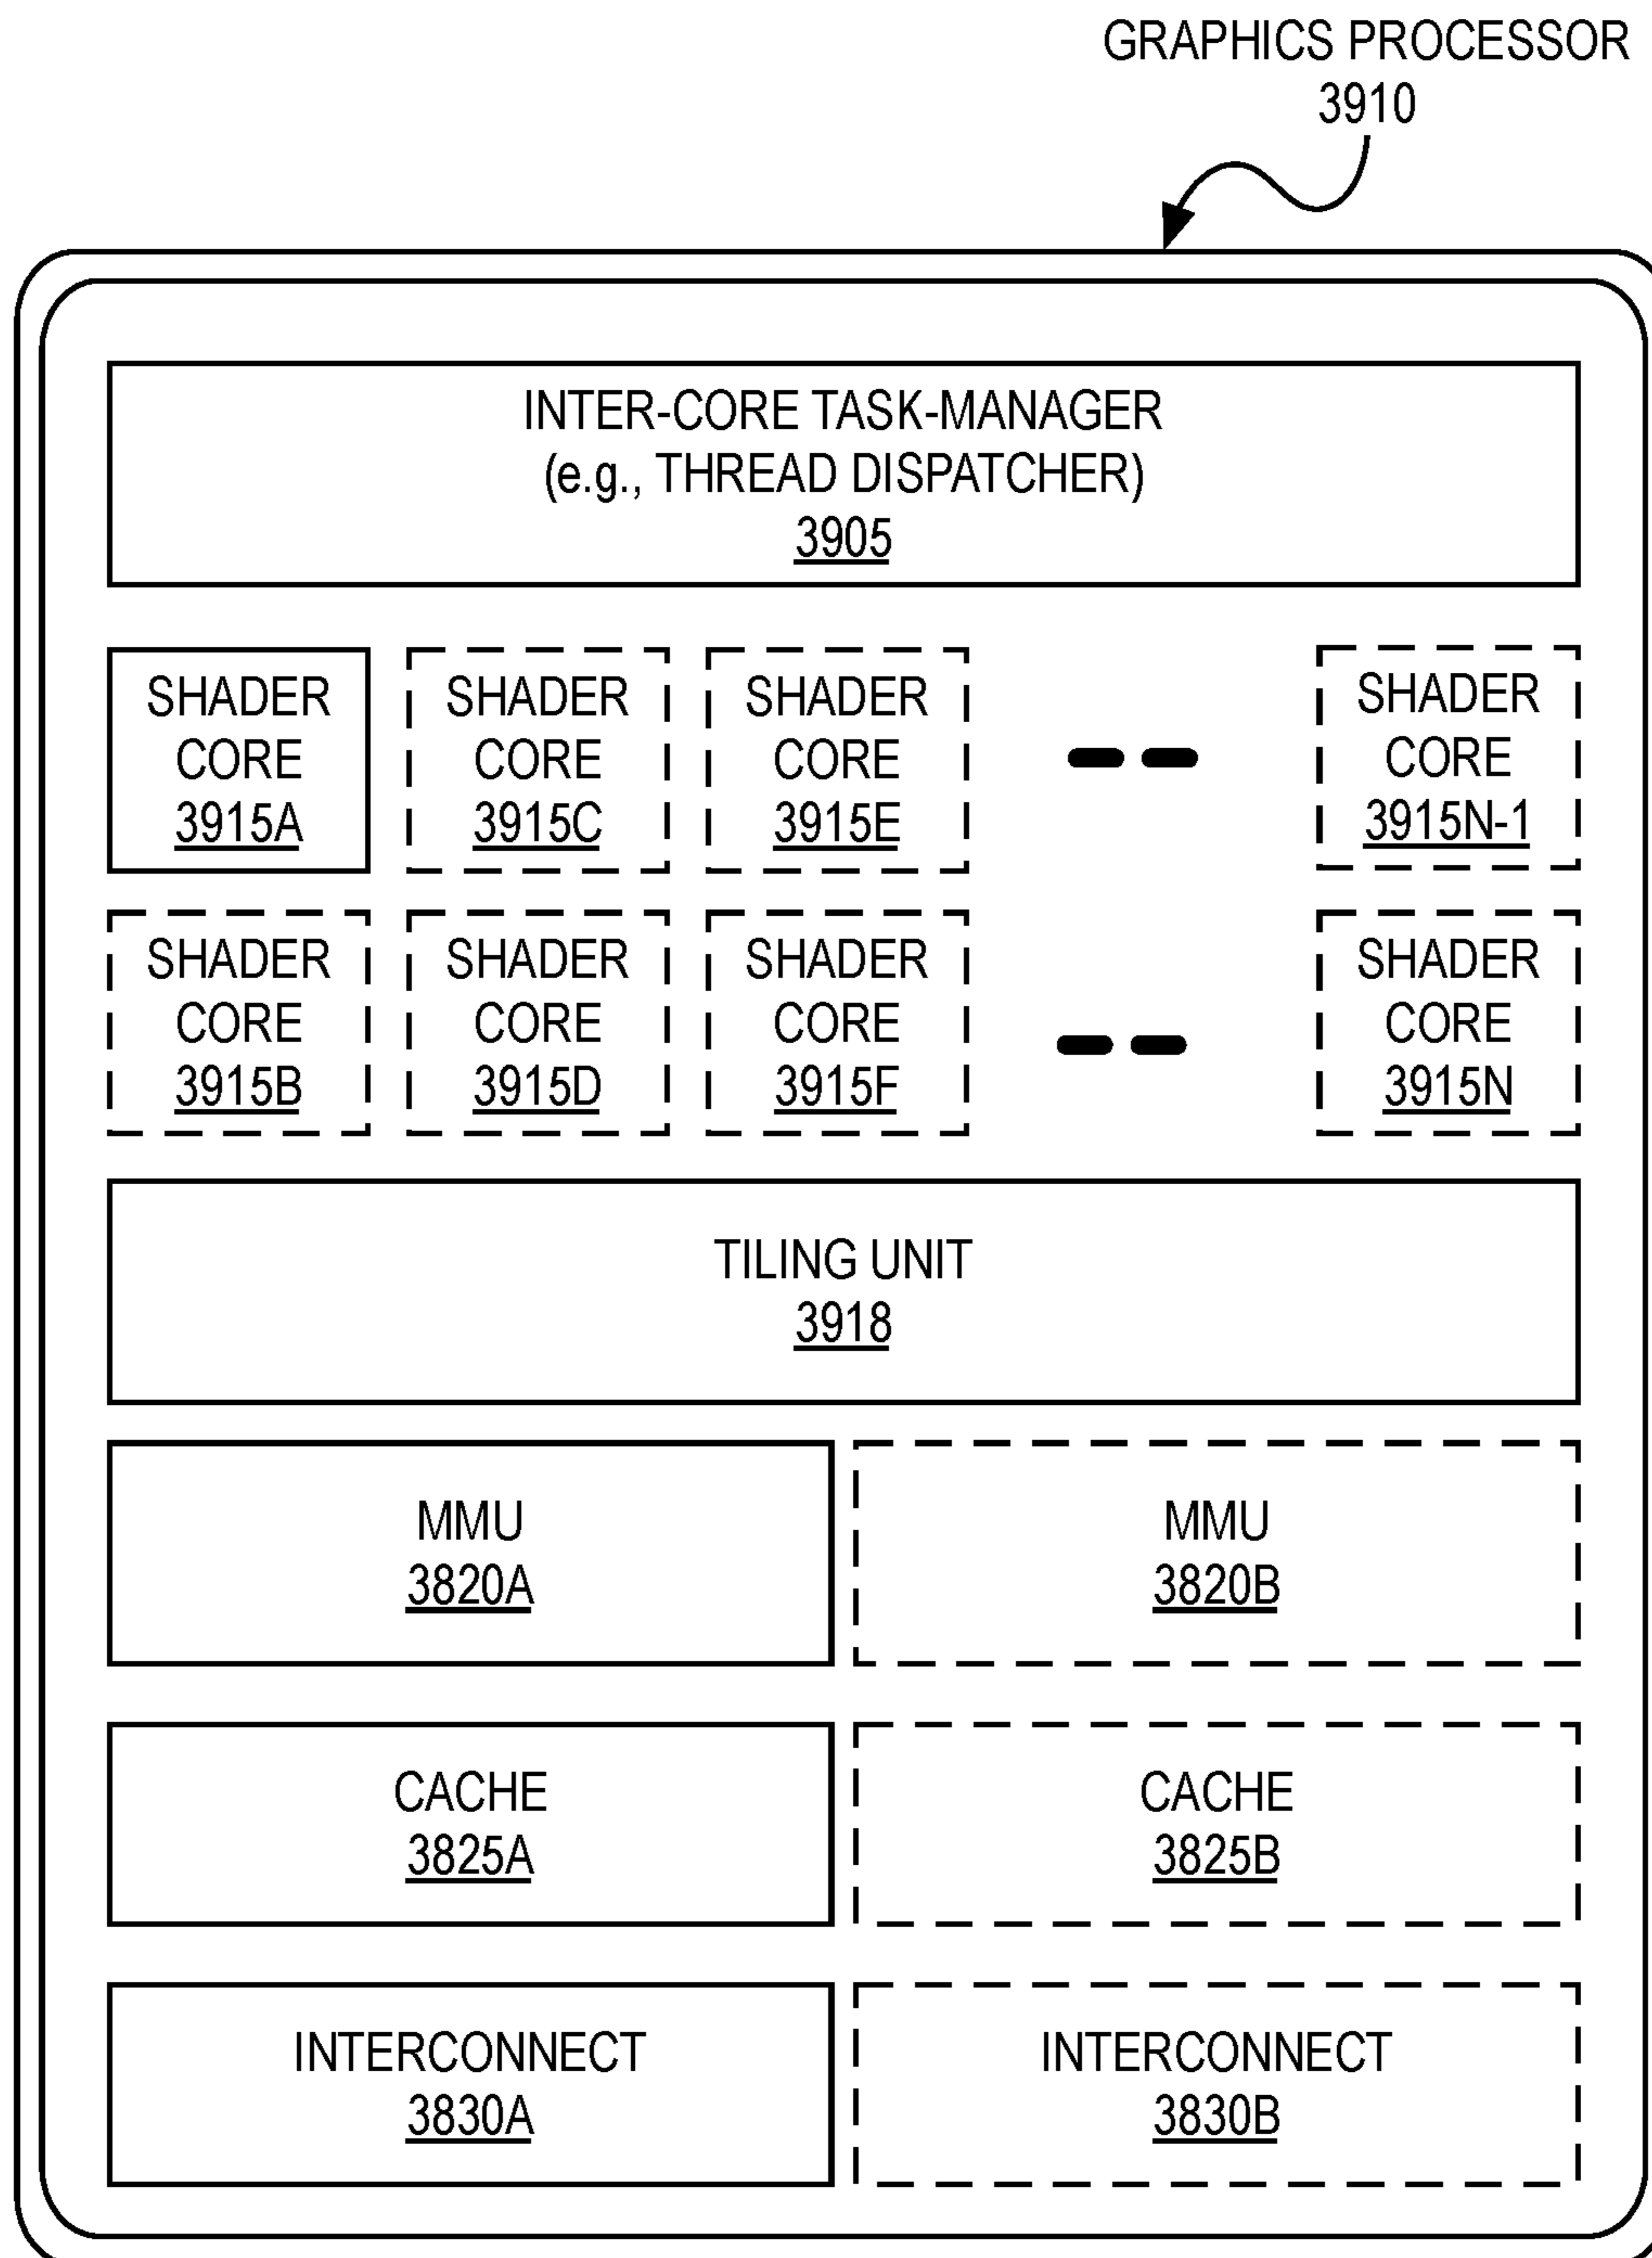 GRAPHICS PROCESSOR
3910
INTER-CORE TASK-MANAGER
(e.g., THREAD DISPATCHER)
3905
SHADER
CORE
3915A
SHADER
CORE
3915C
SHADER
CORE
3915E
SHADER
CORE
3915N-1
SHADER
CORE
3915B
SHADER
CORE
3915D
SHADER
CORE
3915F
SHADER
CORE
3915N
TILING UNIT
3918
MMU
3820A
MMU
3820B
CACHE
3825A
CACHE
3825B
INTERCONNECT
3830A
INTERCONNECT
3830B